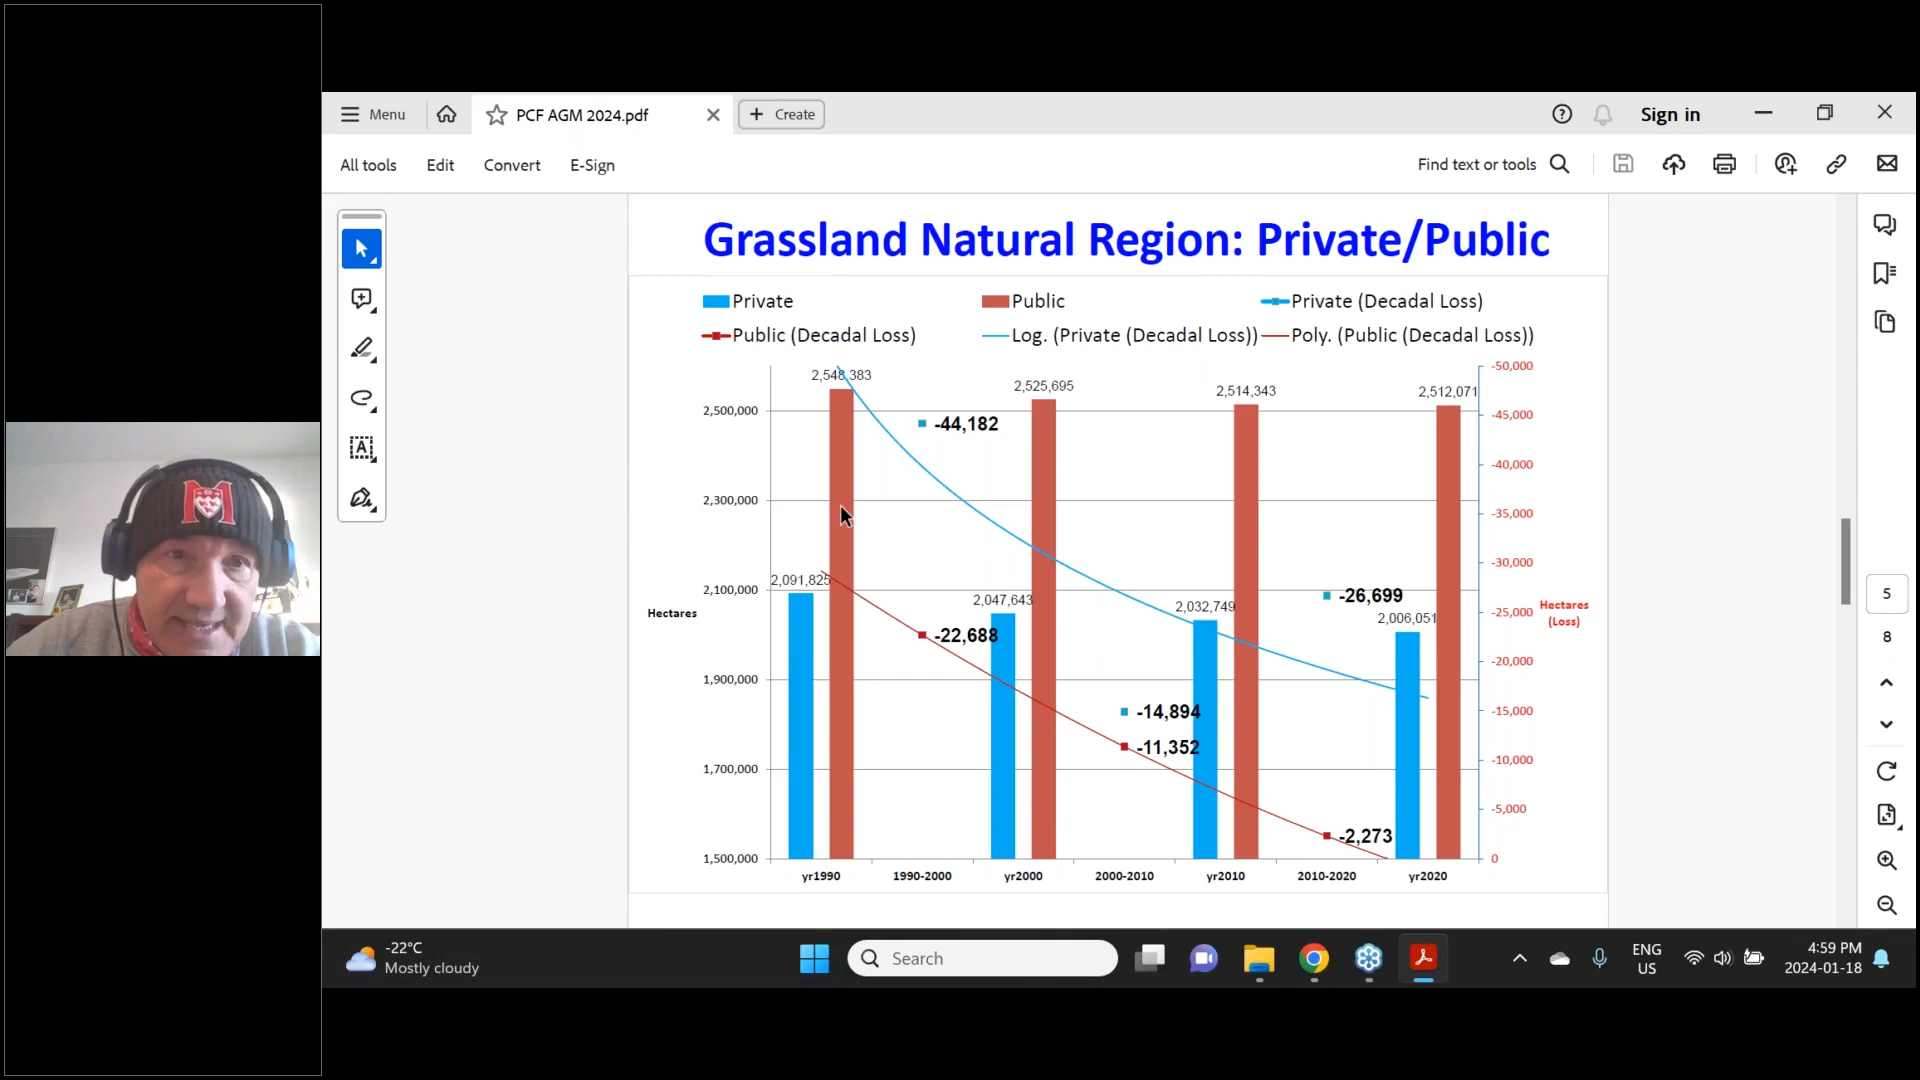 Menu
PCF AGM 2024.pdf
Create
Sign in
All tools
Edit
Convert
E-Sign
Find text or tools
Grassland Natural Region: Private/Public
Private
Public
Private (Decadal Loss)
Public (Decadal Loss)
Log. (Private (Decadal Loss))
Poly. (Public (Decadal Loss))
2,548,383
2,525,695
2,514,343
2,512,071
-50,000
2,500,000
-44,182
-45,000
-40,000
2,300,000
-35,000
-30,000
2,091,825
2,100,000
2,047,643
2,032,749
-26,699
2,006,051
Hectares
-25,000
Hectares
(Loss)
-22,688
-20,000
1,900,000
-14,894
-15,000
-11,352
-10,000
1,700,000
-5,000
-2,273
1,500,000
0
yr1990
1990-2000
yr2000
2000-2010
yr2010
2010-2020
yr2020
5
8
M
-22°C
Mostly cloudy
Search
ENG
US
4:59 PM
2024-01-18